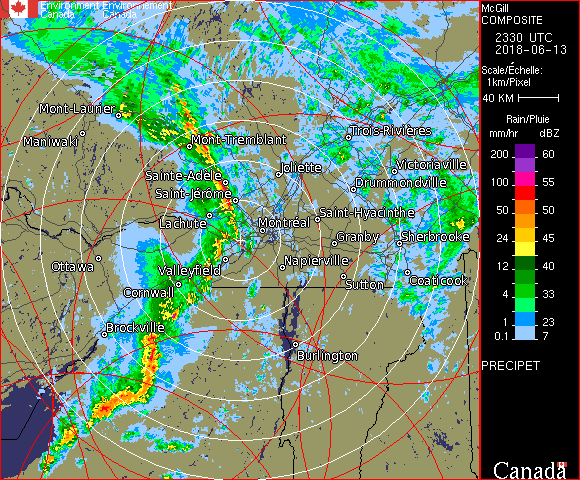 Environment Environnement
Canada Canada
McGill
COMPOSITE
2330 UTC
2018-06-13
Scale/Échelle:
1km/Pixel
40 KM
Rain/Pluie
mm/hr dBZ
200 60
100 55
50 50
24 45
12 40
4 33
1 23
0.1 7
PRECIPET
Canada
Mont-Laurier
Maniwaki
Mont-Tremblant
Trois-Rivières
Joliette
Victoriaville
Sainte-Adèle
Drummondville
Saint-Jérôme
Lachute
Montréal
Saint-Hyacinthe
Granby
Sherbrooke
Ottawa
Valleyfield
Napierville
Cornwall
Sutton
Coaticook
Brockville
Burlington